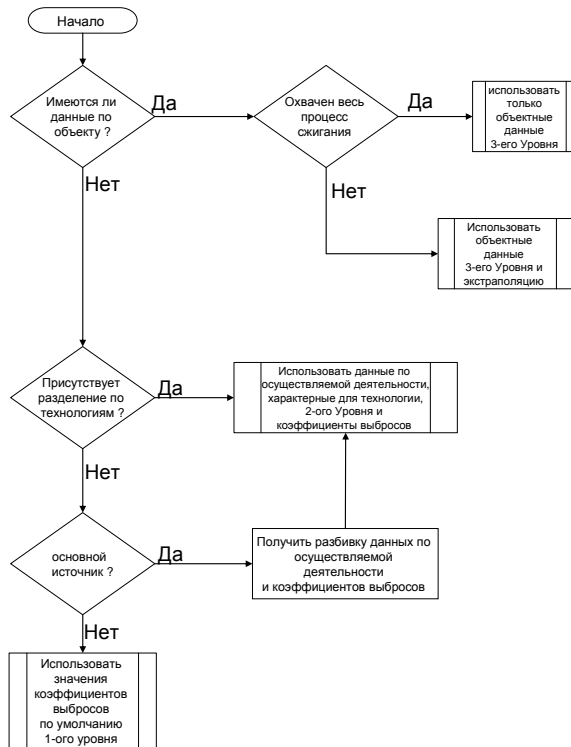 Начало
Имеются ли
данные по
объекту ?
Да
Охвачен весь
процесс
сжигания
Да
использовать
только
объектные
данные
3-его Уровня
Нет
Нет
Использовать
объектные
данные
3-его Уровня и
экстраполяцию
Присутствует
разделение по
технологиям ?
Да
Использовать данные по
осуществляемой деятельности,
характерные для технологии,
2-ого Уровня и
коэффициенты выбросов
Нет
основной
источник ?
Да
Получить разбивку данных по
осуществляемой
деятельности
и коэффициентов выбросов
Нет
Использовать
значения
коэффициентов
выбросов
по умолчанию
1-ого уровня